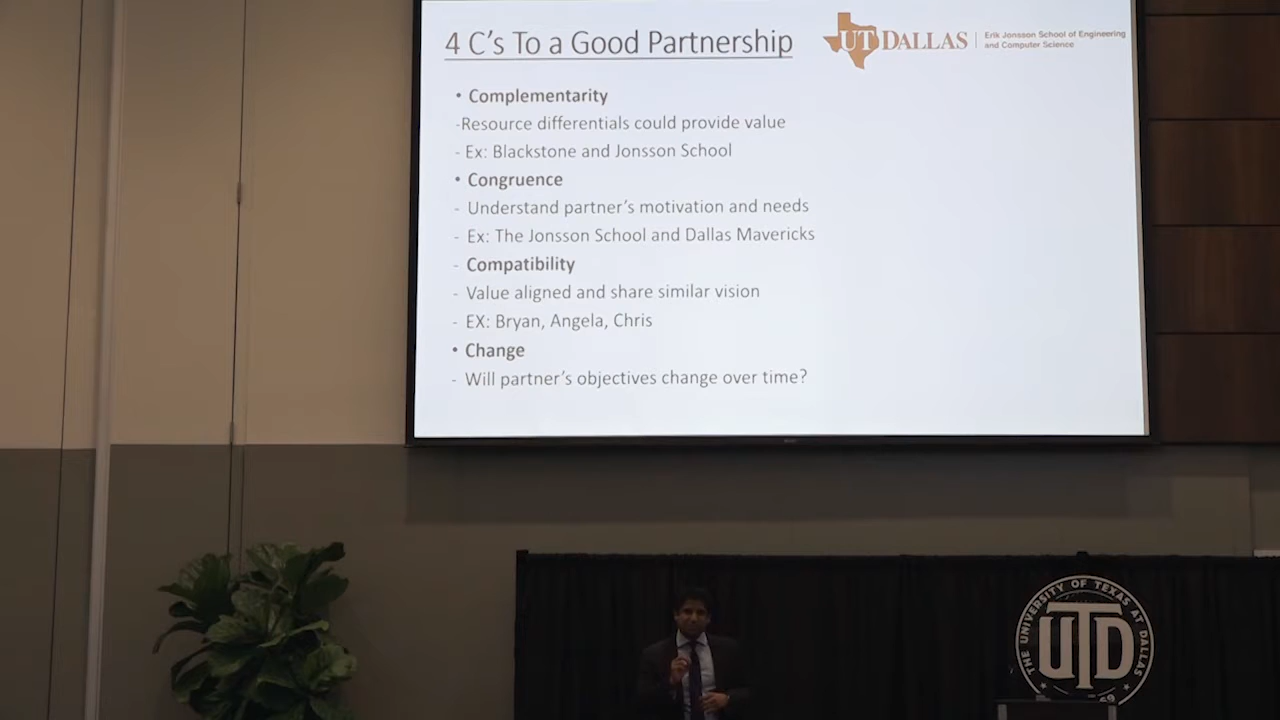 4 C's To a Good Partnership
UT DALLAS
Erik Jonsson School of Engineering
and Computer Science
• Complementarity
-Resource differentials could provide value
- Ex: Blackstone and Jonsson School
• Congruence
- Understand partner's motivation and needs
- Ex: The Jonsson School and Dallas Mavericks
- Compatibility
- Value aligned and share similar vision
- EX: Bryan, Angela, Chris
• Change
- Will partner's objectives change over time?
THE UNIVERSITY OF TEXAS AT DALLAS
UTD
69